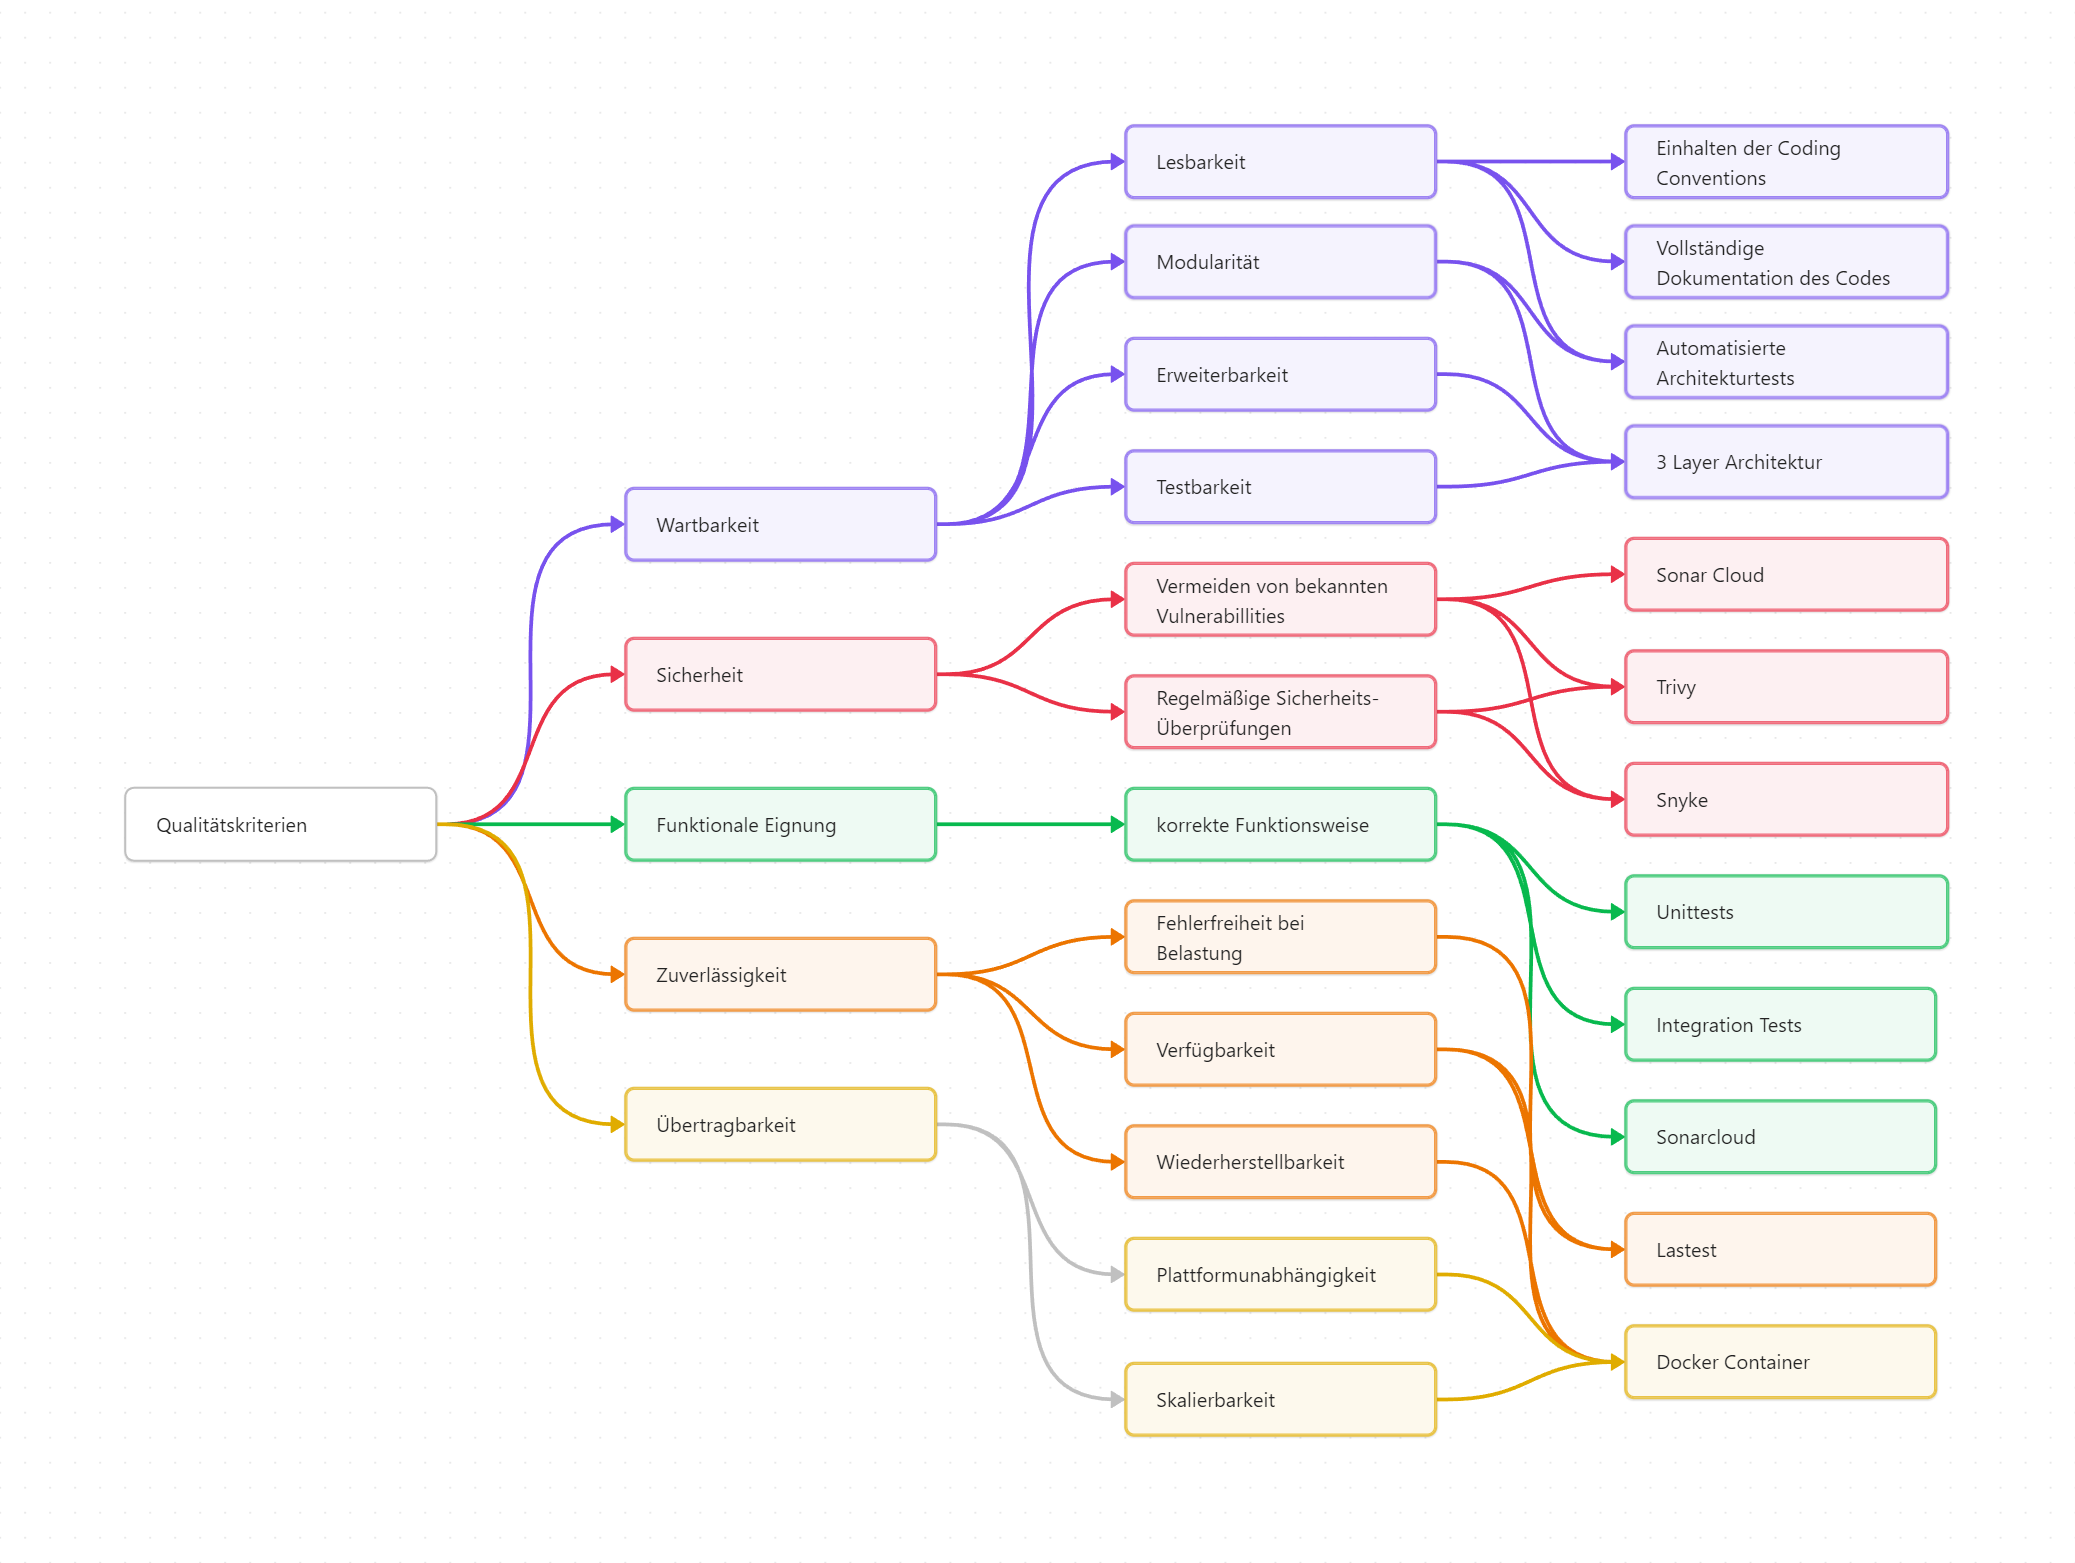 Qualitätskriterien
Wartbarkeit
Sicherheit
Funktionale Eignung
Zuverlässigkeit
Übertragbarkeit
Lesbarkeit
Modularität
Erweiterbarkeit
Testbarkeit
Vermeiden von bekannten
Vulnerabillities
Regelmäßige Sicherheits-
Überprüfungen
korrekte Funktionsweise
Fehlerfreiheit bei
Belastung
Verfügbarkeit
Wiederherstellbarkeit
Plattformunabhängigkeit
Skalierbarkeit
Einhalten der Coding
Conventions
Vollständige
Dokumentation des Codes
Automatisierte
Architekturtests
3 Layer Architektur
Sonar Cloud
Trivy
Snyke
Unittests
Integration Tests
Sonarcloud
Lastest
Docker Container